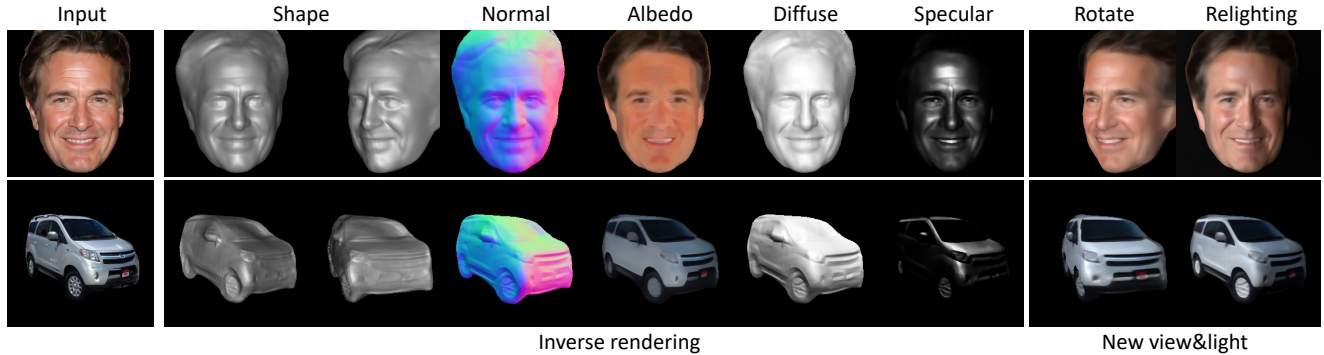 Input Shape Normal Albedo Diffuse Specular Rotate Relighting
Inverse rendering New view&light